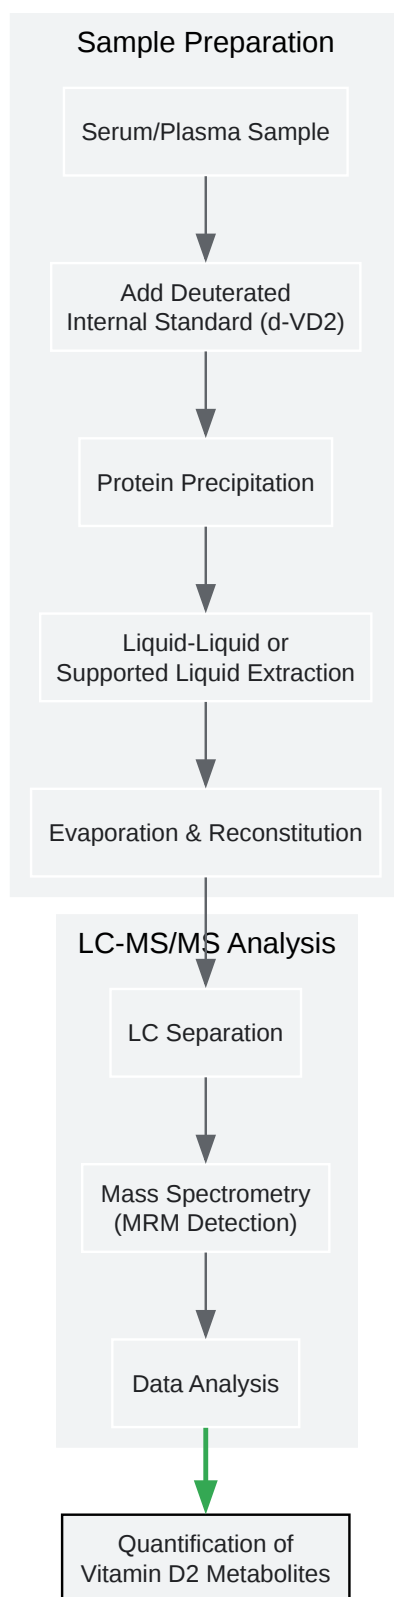 Sample Preparation
Serum/Plasma Sample
Add Deuterated
Internal Standard (d-VD2)
Protein Precipitation
Liquid-Liquid or
Supported Liquid Extraction
Evaporation & Reconstitution
LC-MS/MS Analysis
LC Separation
Mass Spectrometry
(MRM Detection)
Data Analysis
Quantification of
Vitamin D2 Metabolites